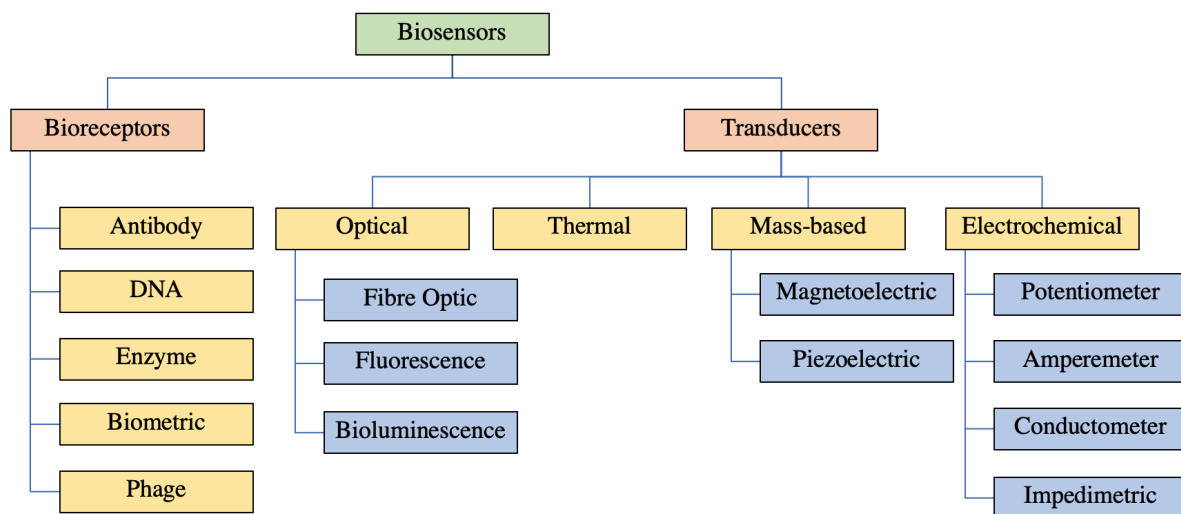 Biosensors
Bioreceptors
Transducers
Antibody
Optical
Thermal
Mass-based
Electrochemical
DNA
Fibre Optic
Magnetoelectric
Potentiometer
Enzyme
Fluorescence
Piezoelectric
Amperemeter
Biometric
Bioluminescence
Conductometer
Phage
Impedimetric